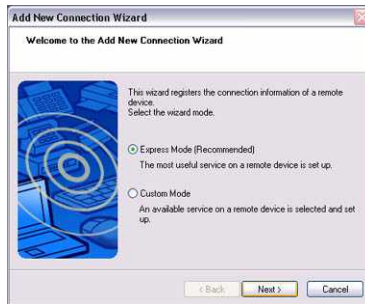 Add New Connection Wizard
Welcome to the Add New Connection Wizard
This wizard registers the connection information of a remote
device.
Select the wizard mode.
Express Mode (Recommended)
The most useful service on a remote device is set up.
Custom Mode
An available service on a remote device is selected and set
up.
< Back
Next >
Cancel